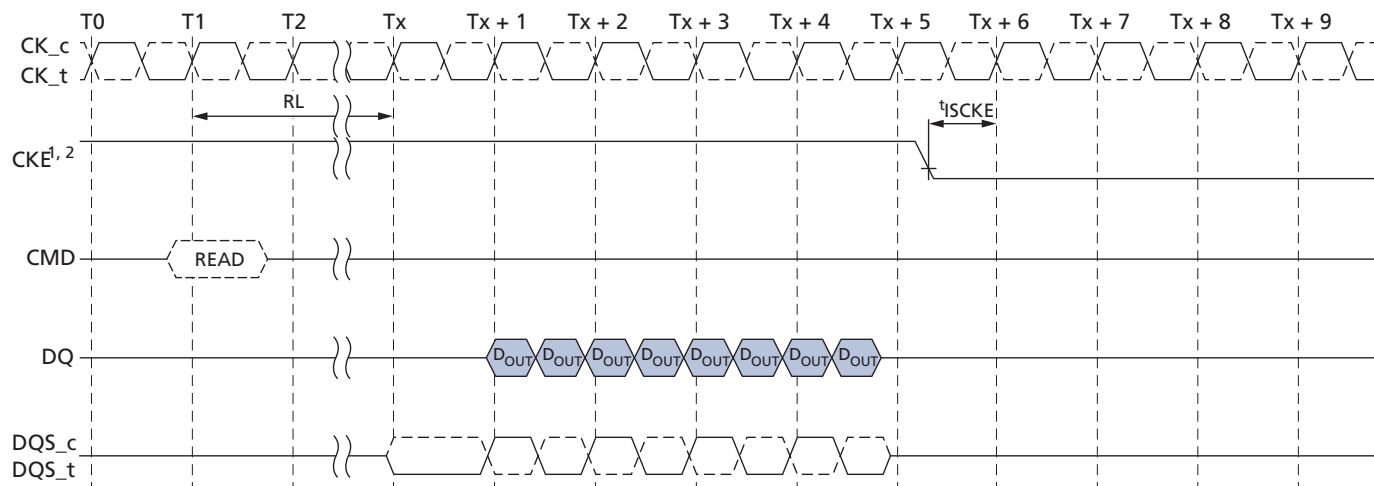 T0 T1 T2 Tx Tx + 1 Tx + 2 Tx + 3 Tx + 4 Tx + 5 Tx + 6 Tx + 7 Tx + 8 Tx + 9
CK_c
CK_t
RL
tISCKE
CKE1, 2
CMD READ
DQ DOUT DOUT DOUT DOUT DOUT DOUT DOUT DOUT
DQS_c
DQS_t